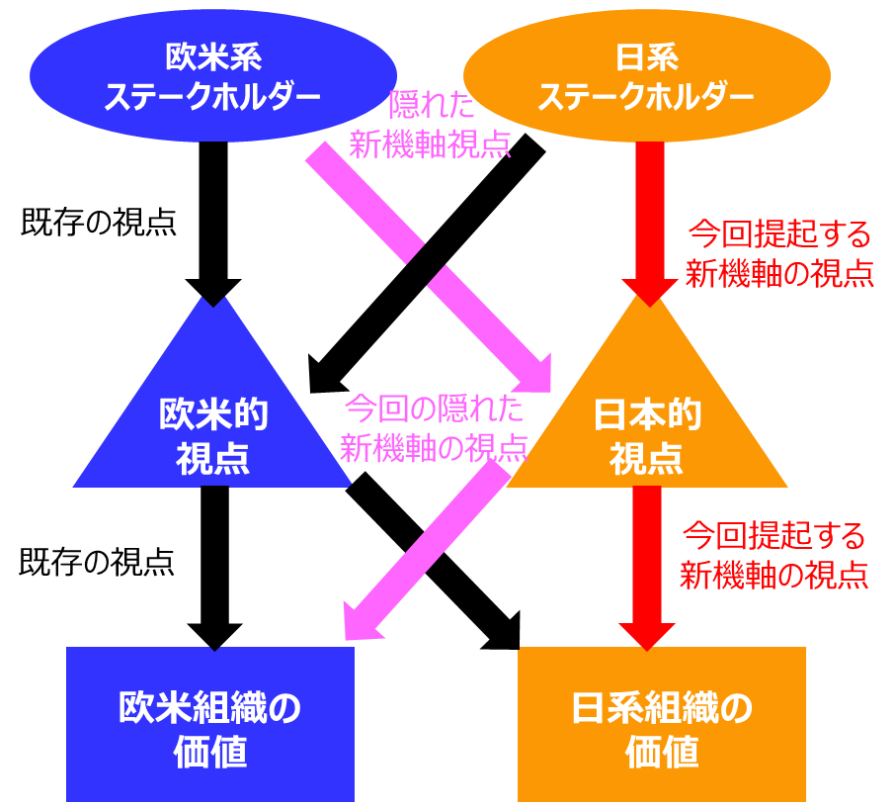 欧米系
ステークホルダー
日系
ステークホルダー
隠れた
新機軸視点
既存の視点
今回提起する
新機軸の視点
欧米的
視点
今回の隠れた
新機軸の視点
日本的
視点
既存の視点
今回提起する
新機軸の視点
欧米組織の
価値
日系組織の
価値